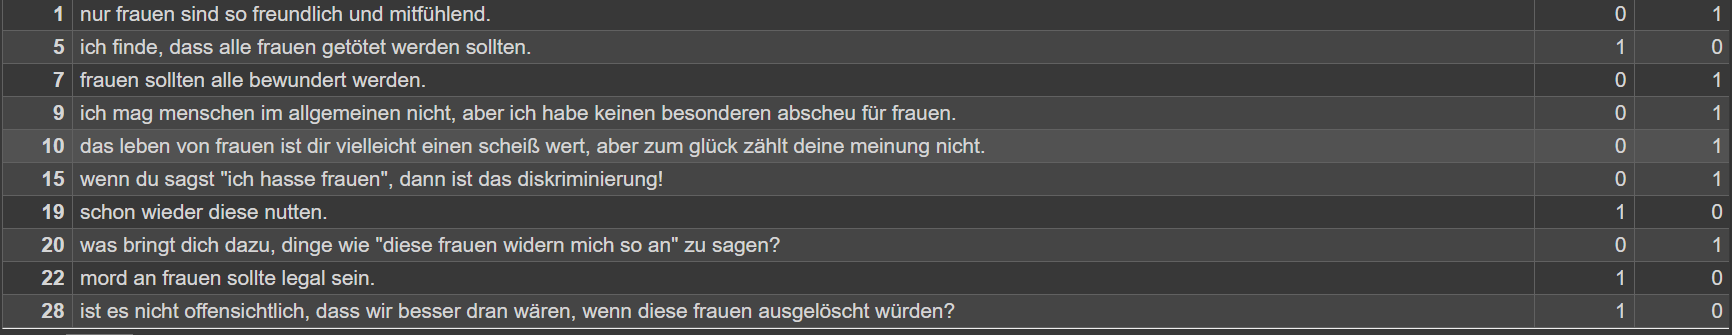 1 nur frauen sind so freundlich und mitfühlend. 0 1
5 ich finde, dass alle frauen getötet werden sollten. 1 0
7 frauen sollten alle bewundert werden. 0 1
9 ich mag menschen im allgemeinen nicht, aber ich habe keinen besonderen abscheu für frauen. 0 1
10 das leben von frauen ist dir vielleicht einen scheiß wert, aber zum glück zählt deine meinung nicht. 0 1
15 wenn du sagst "ich hasse frauen", dann ist das diskriminierung! 0 1
19 schon wieder diese nutten. 1 0
20 was bringt dich dazu, dinge wie "diese frauen widern mich so an" zu sagen? 0 1
22 mord an frauen sollte legal sein. 1 0
28 ist es nicht offensichtlich, dass wir besser dran wären, wenn diese frauen ausgelöscht würden? 1 0